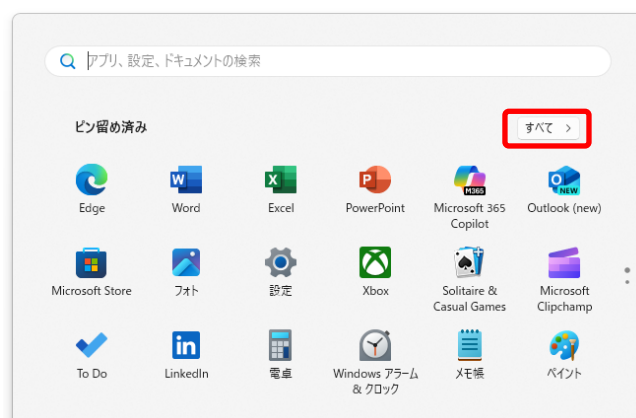 アプリ、設定、ドキュメントの検索
ピン留め済み
すべて >
Edge
Word
Excel
PowerPoint
Microsoft 365
Copilot
Outlook (new)
Microsoft Store
フォト
設定
Xbox
Solitaire &
Casual Games
Microsoft
Clipchamp
To Do
LinkedIn
電卓
Windows アラーム
& クロック
メモ帳
ペイント
W
X
P
M365
O
NEW
in